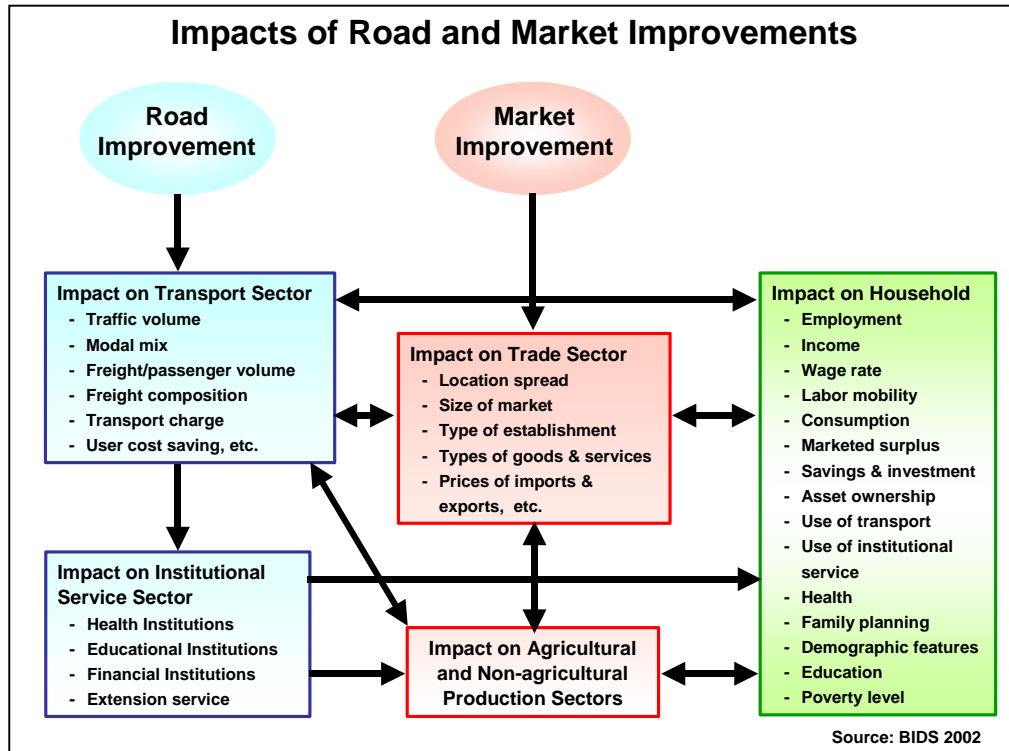 Impacts of Road and Market Improvements
Road
Improvement
Market
Improvement
Impact on Transport Sector
- Traffic volume
- Modal mix
- Freight/passenger volume
- Freight composition
- Transport charge
- User cost saving, etc.
Impact on Trade Sector
- Location spread
- Size of market
- Type of establishment
- Types of goods & services
- Prices of imports &
exports, etc.
Impact on Household
- Employment
- Income
- Wage rate
- Labor mobility
- Consumption
- Marketed surplus
- Savings & investment
- Asset ownership
- Use of transport
- Use of institutional
service
- Health
- Family planning
- Demographic features
- Education
- Poverty level
Impact on Institutional
Service Sector
- Health Institutions
- Educational Institutions
- Financial Institutions
- Extension service
Impact on Agricultural
and Non-agricultural
Production Sectors
Source: BIDS 2002